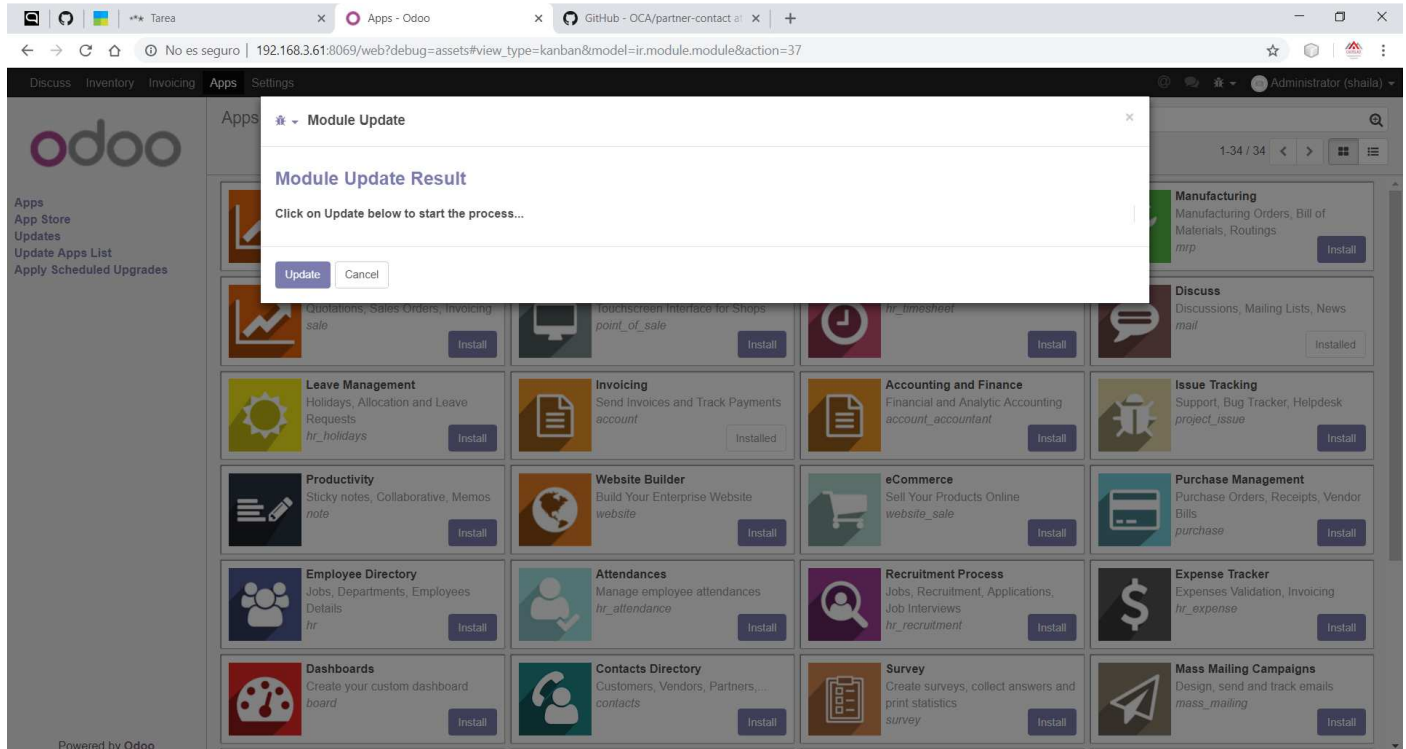 Tarea
Apps - Odoo
GitHub - OCA/partner-contact at
No es seguro
192.168.3.61:8069/web?debug=assets#view_type=kanban&model=ir.module.module&action=37
Discuss Inventory Invoicing Apps Settings
Administrator (shaila)
odoo
Apps
App Store
Updates
Update Apps List
Apply Scheduled Upgrades
Powered by Odoo
Apps
1-34 / 34
Module Update
Module Update Result
Click on Update below to start the process...
Update Cancel
Manufacturing
Manufacturing Orders, Bill of
Materials, Routings
mrp
Install
Quotations, Sales Orders, Invoicing
sale
Install
Touchscreen Interface for Shops
point_of_sale
Install
hr_timesheet
Install
Discuss
Discussions, Mailing Lists, News
mail
Installed
Leave Management
Holidays, Allocation and Leave
Requests
hr_holidays
Install
Invoicing
Send Invoices and Track Payments
account
Installed
Accounting and Finance
Financial and Analytic Accounting
account_accountant
Install
Issue Tracking
Support, Bug Tracker, Helpdesk
project_issue
Install
Productivity
Sticky notes, Collaborative, Memos
note
Install
Website Builder
Build Your Enterprise Website
website
Install
eCommerce
Sell Your Products Online
website_sale
Install
Purchase Management
Purchase Orders, Receipts, Vendor
Bills
purchase
Install
Employee Directory
Jobs, Departments, Employees
Details
hr
Install
Attendances
Manage employee attendances
hr_attendance
Install
Recruitment Process
Jobs, Recruitment, Applications,
Job Interviews
hr_recruitment
Install
Expense Tracker
Expenses Validation, Invoicing
hr_expense
Install
Dashboards
Create your custom dashboard
board
Install
Contacts Directory
Customers, Vendors, Partners,...
contacts
Install
Survey
Create surveys, collect answers and
print statistics
survey
Install
Mass Mailing Campaigns
Design, send and track emails
mass_mailing
Install